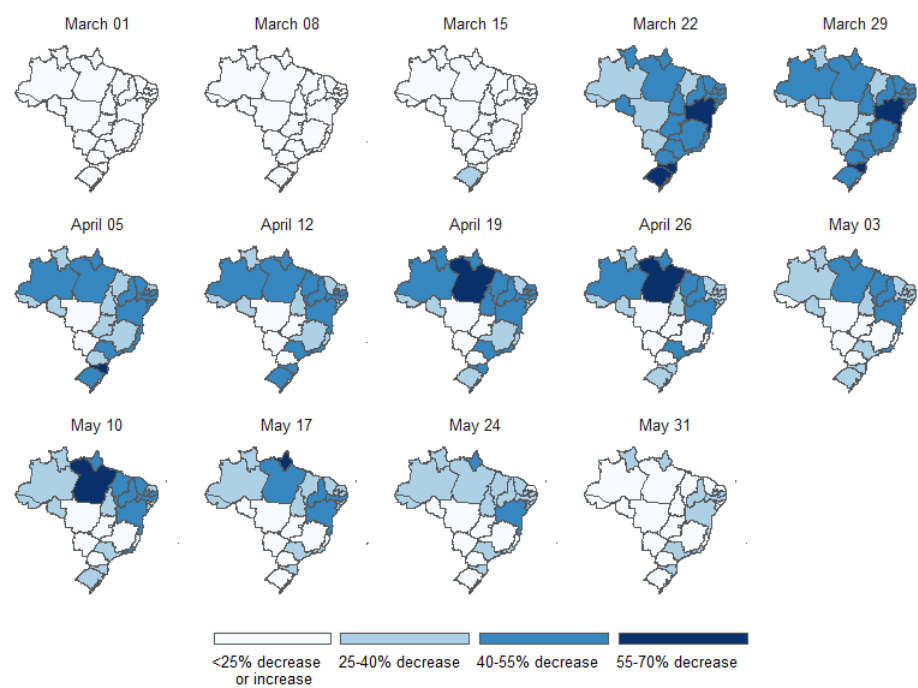 March 01
March 08
March 15
March 22
March 29
April 05
April 12
April 19
April 26
May 03
May 10
May 17
May 24
May 31
<25% decrease
or increase
25-40% decrease
40-55% decrease
55-70% decrease